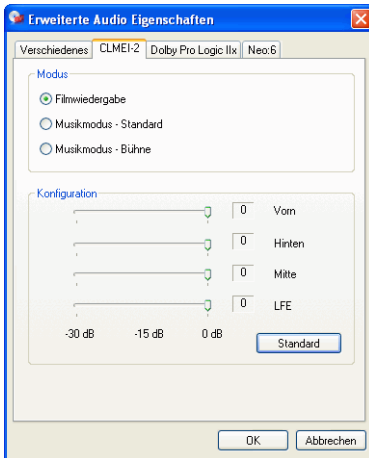 Erweiterte Audio Eigenschaften
Verschiedenes CLMEI-2 Dolby Pro Logic IIx Neo:6
Modus
Filmwiedergabe
Musikmodus - Standard
Musikmodus - Bühne
Konfiguration
0 Vorn
0 Hinten
0 Mitte
0 LFE
-30 dB -15 dB 0 dB
Standard
OK Abbrechen